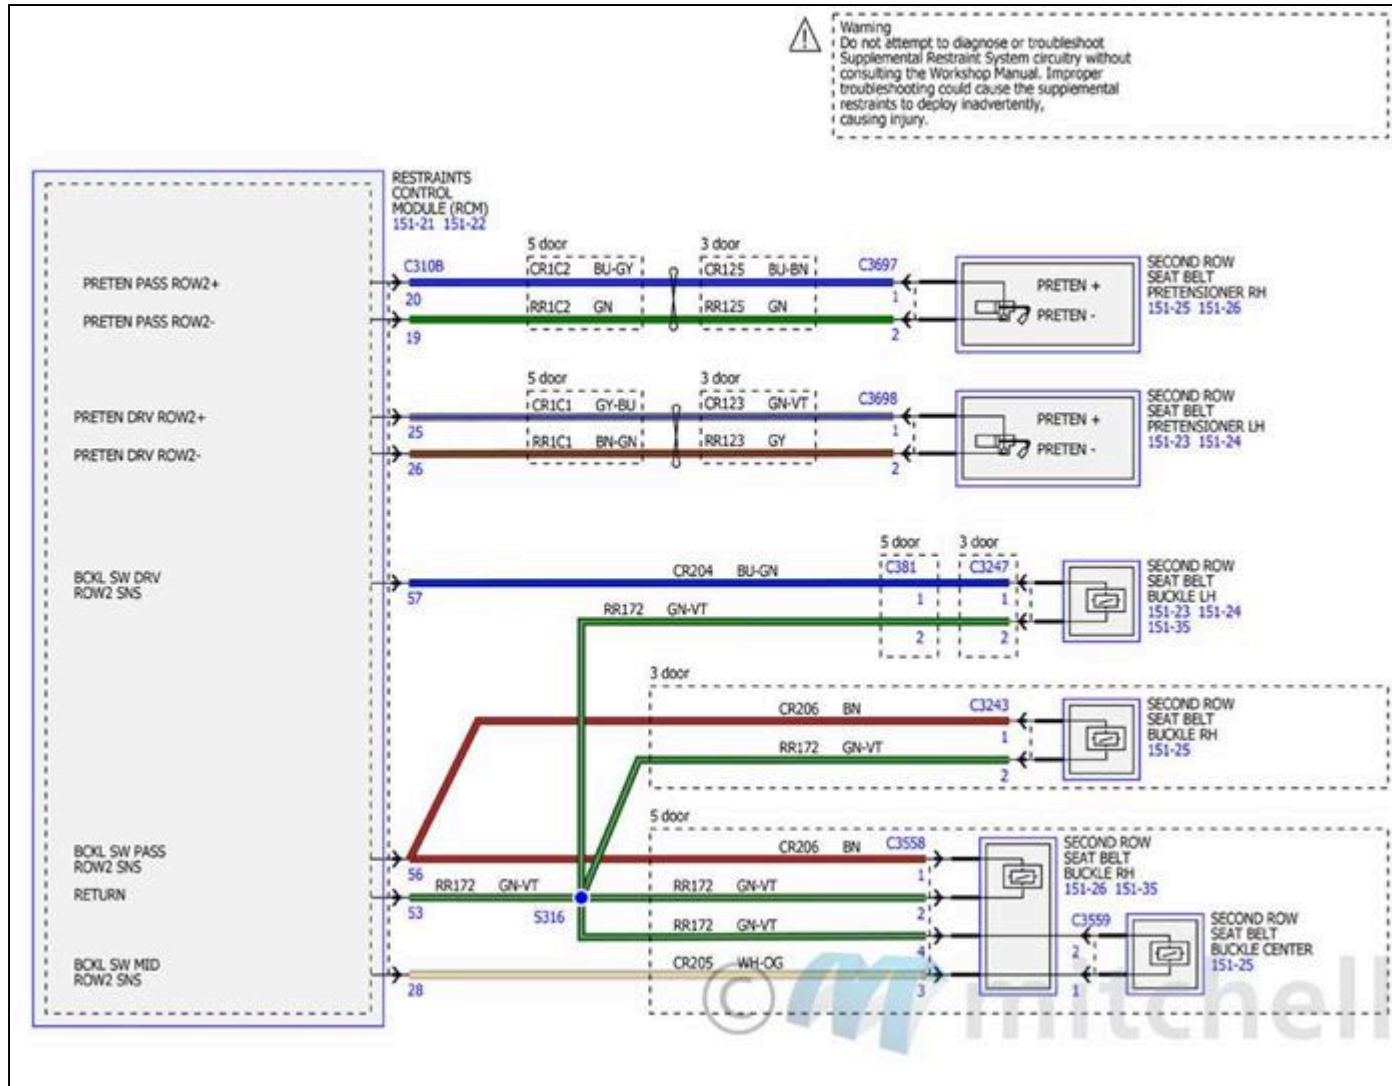 Warning
Do not attempt to diagnose or troubleshoot
Supplemental Restraint System circuitry without
consulting the Workshop Manual. Improper
troubleshooting could cause the supplemental
restraints to deploy inadvertently,
causing injury.
RESTRAINTS
CONTROL
MODULE (RCM)
151-21 151-22
5 door
3 door
C310B
CR1C2 BU-GY
CR125 BU-BN
C3697
SECOND ROW
SEAT BELT
PRETENSIONER RH
151-25 151-26
PRETEN PASS ROW2+
20
1
PRETEN +
RR1C2 GN
RR125 GN
PRETEN PASS ROW2-
19
2
PRETEN -
5 door
3 door
CR1C1 GY-BU
CR123 GN-VT
C3698
SECOND ROW
SEAT BELT
PRETENSIONER LH
151-23 151-24
PRETEN DRV ROW2+
25
1
PRETEN +
RR1C1 BN-GN
RR123 GY
PRETEN DRV ROW2-
26
2
PRETEN -
5 door
3 door
BCKL SW DRV
ROW2 SNS
57
CR204 BU-GN
C381
C3247
1
1
SECOND ROW
SEAT BELT
BUCKLE LH
151-23 151-24
151-35
RR172 GN-VT
2
2
3 door
CR206 BN
C3243
1
SECOND ROW
SEAT BELT
BUCKLE RH
151-25
RR172 GN-VT
2
5 door
BCKL SW PASS
ROW2 SNS
56
CR206 BN
C3558
1
SECOND ROW
SEAT BELT
BUCKLE RH
151-26 151-35
RETURN
53
RR172 GN-VT
S316
RR172 GN-VT
2
RR172 GN-VT
4
C3559
2
SECOND ROW
SEAT BELT
BUCKLE CENTER
151-25
BCKL SW MID
ROW2 SNS
28
CR205 WH-OG
3
1
© mitchell